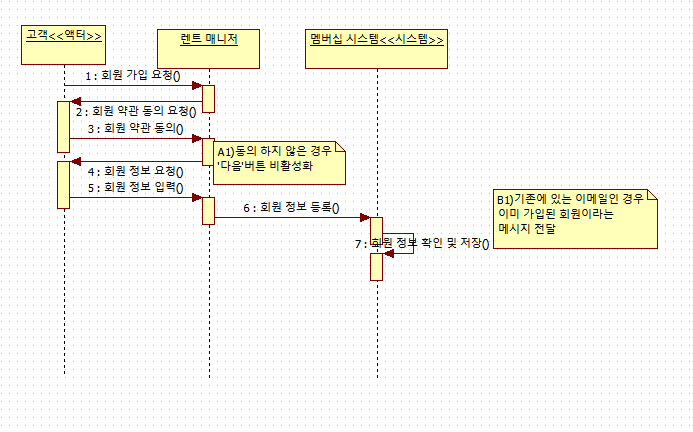 고객<<액터>>
렌트 매니저
멤버십 시스템<<시스템>>
1 : 회원 가입 요청()
2 : 회원 약관 동의 요청()
3 : 회원 약관 동의()
A1)동의 하지 않은 경우
'다음'버튼 비활성화
4 : 회원 정보 요청()
5 : 회원 정보 입력()
6 : 회원 정보 등록()
B1)기존에 있는 이메일인 경우
이미 가입된 회원이라는
메시지 전달
7 : 회원 정보 확인 및 저장()